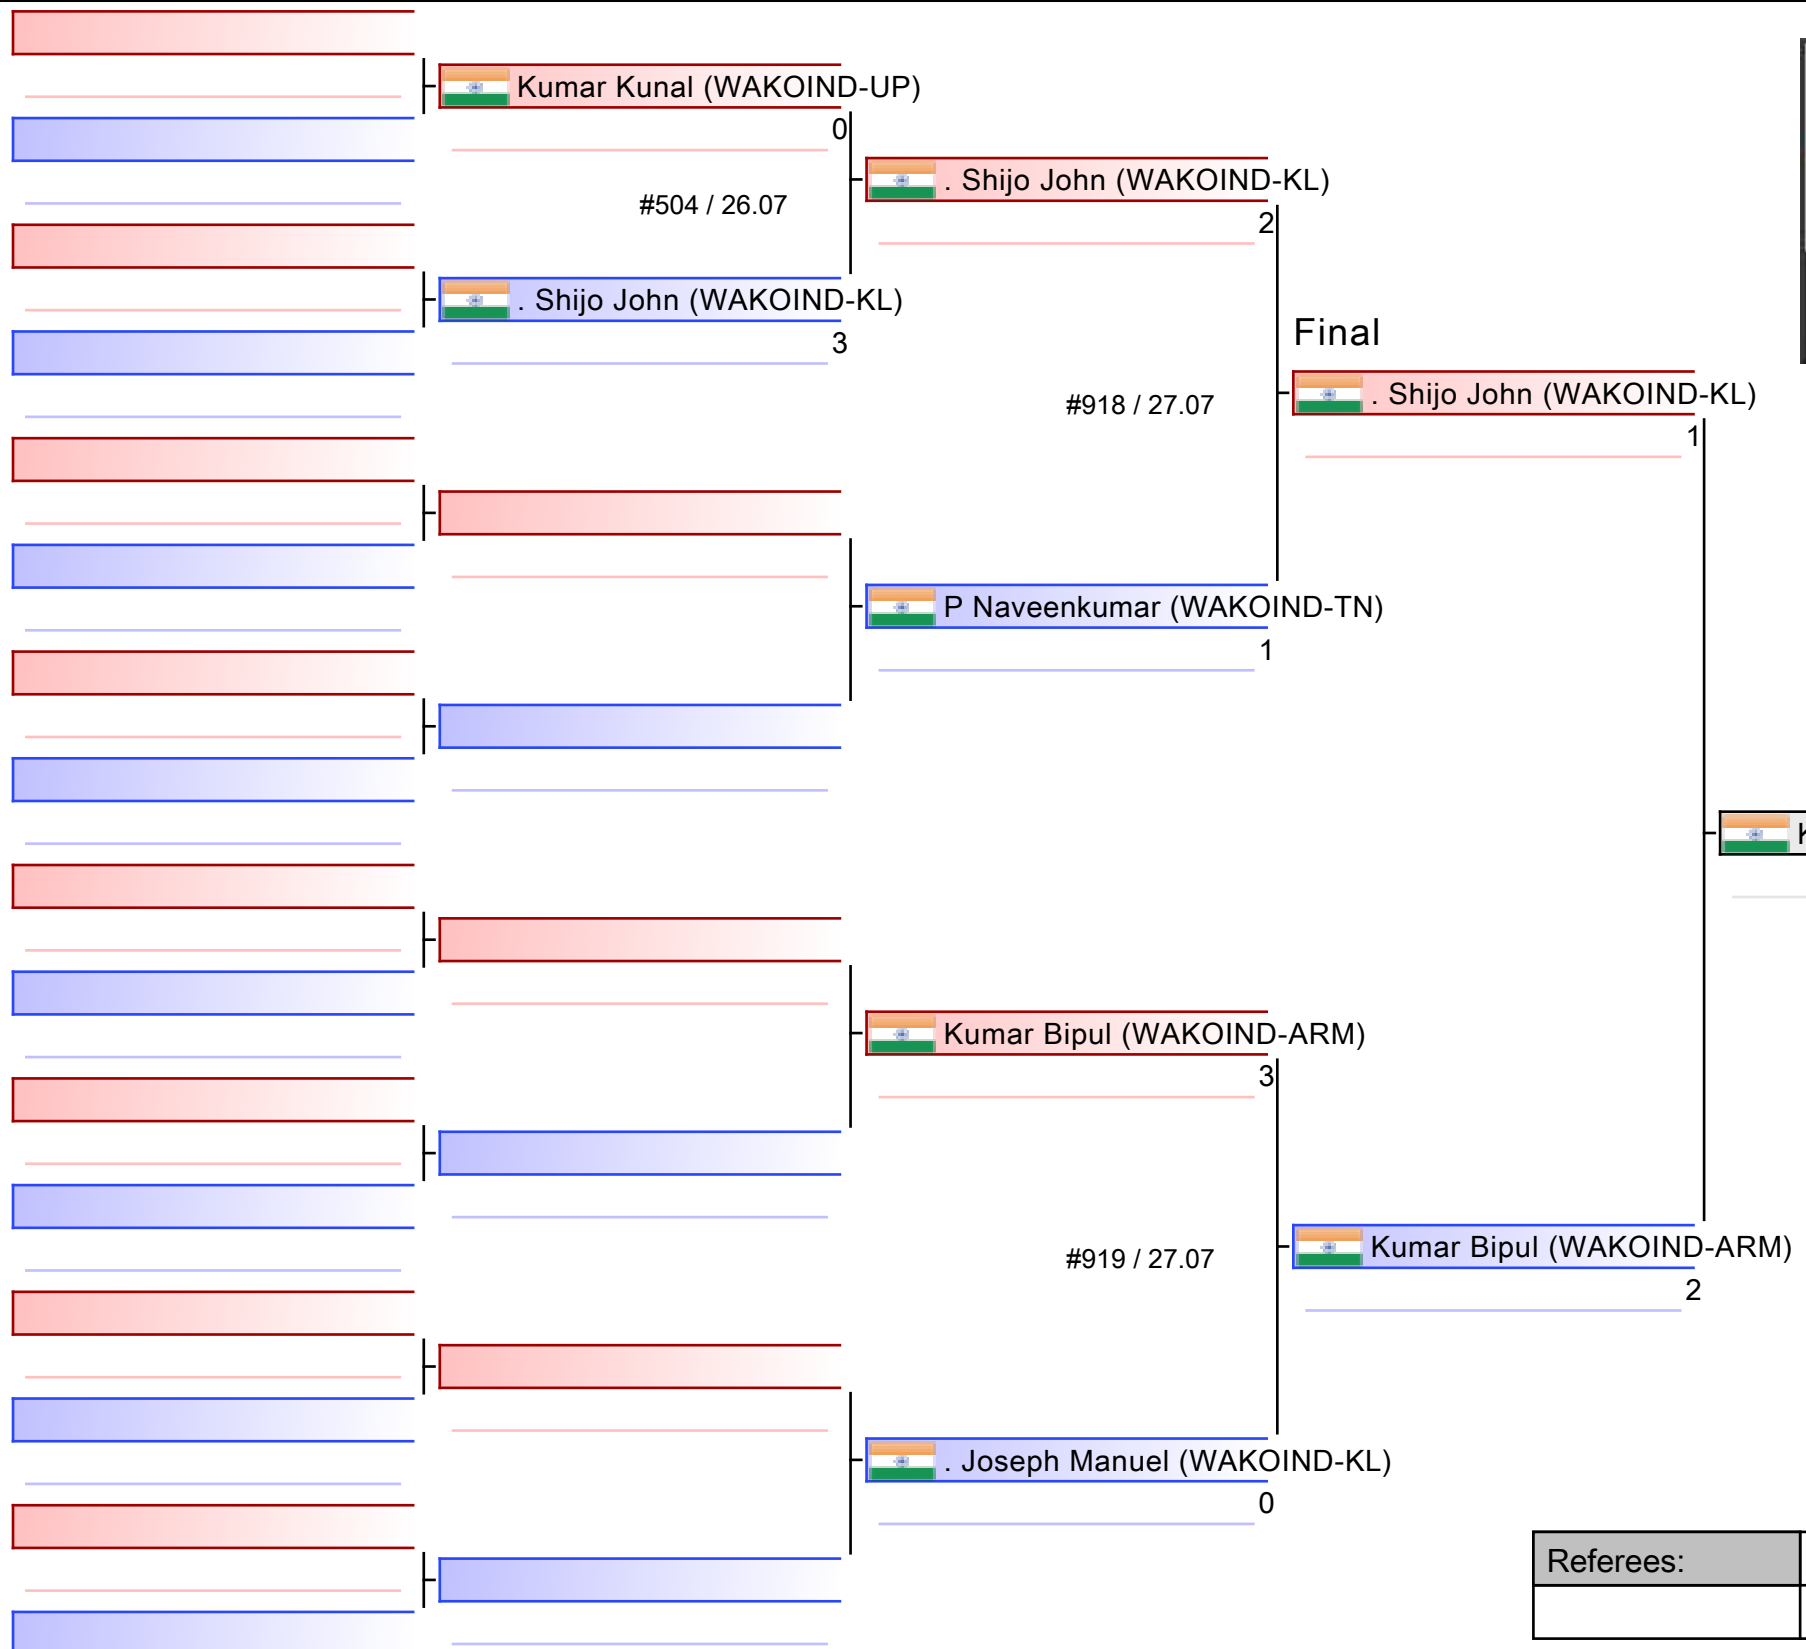 Kumar Kunal (WAKOIND-UP)
0
. Shijo John (WAKOIND-KL)
#504 / 26.07
2
. Shijo John (WAKOIND-KL)
3
Final
. Shijo John (WAKOIND-KL)
#918 / 27.07
1
P Naveenkumar (WAKOIND-TN)
1
Kumar Bipul (WAKOIND-ARM)
3
Kumar Bipul (WAKOIND-ARM)
#919 / 27.07
2
. Joseph Manuel (WAKOIND-KL)
0
Referees: